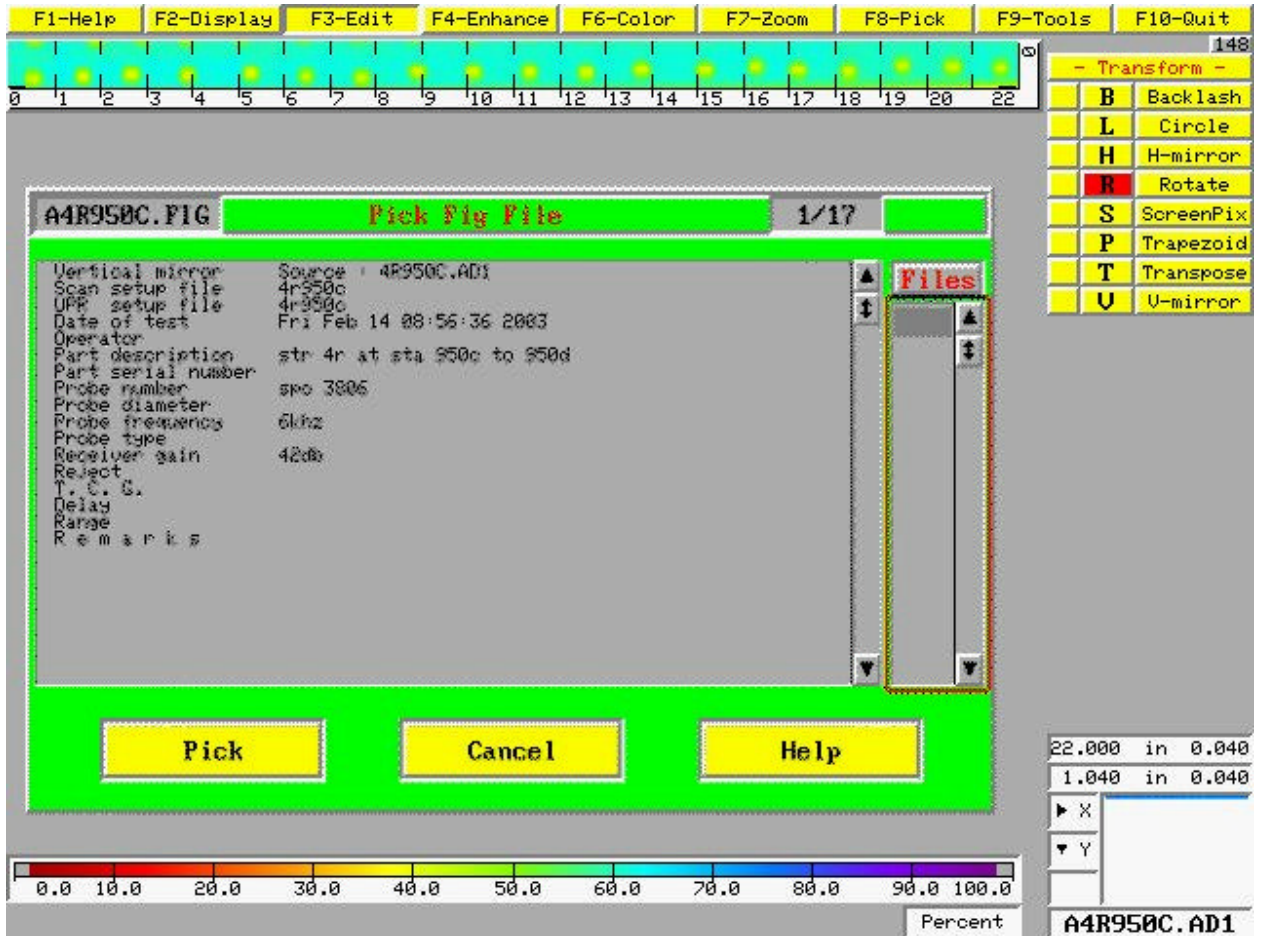 F1-Help F2-Display F3-Edit F4-Enhance F6-Color F7-Zoom F8-Pick F9-Tools F10-Quit
148
0 1 2 3 4 5 6 7 8 9 10 11 12 13 14 15 16 17 18 19 20 22
- Transform -
B Backlash
L Circle
H H-mirror
R Rotate
S ScreenPix
P Trapezoid
T Transpose
V V-mirror
A4R950C.FIG Pick Fig File 1/17
Files
Vertical mirror Source : 4R950C.AD1
Scan setup file 4r950c
UPR setup file 4r950c
Date of test Fri Feb 14 08:56:36 2003
Operator
Part description str 4r at sta 950c to 950d
Part serial number
Probe number spo 3806
Probe diameter
Probe frequency 6khz
Probe type
Receiver gain 42db
Reject
T. C. G.
Delay
Range
R e m a r k s
Pick Cancel Help
22.000 in 0.040
1.040 in 0.040
X
Y
0.0 10.0 20.0 30.0 40.0 50.0 60.0 70.0 80.0 90.0 100.0
Percent
A4R950C.AD1